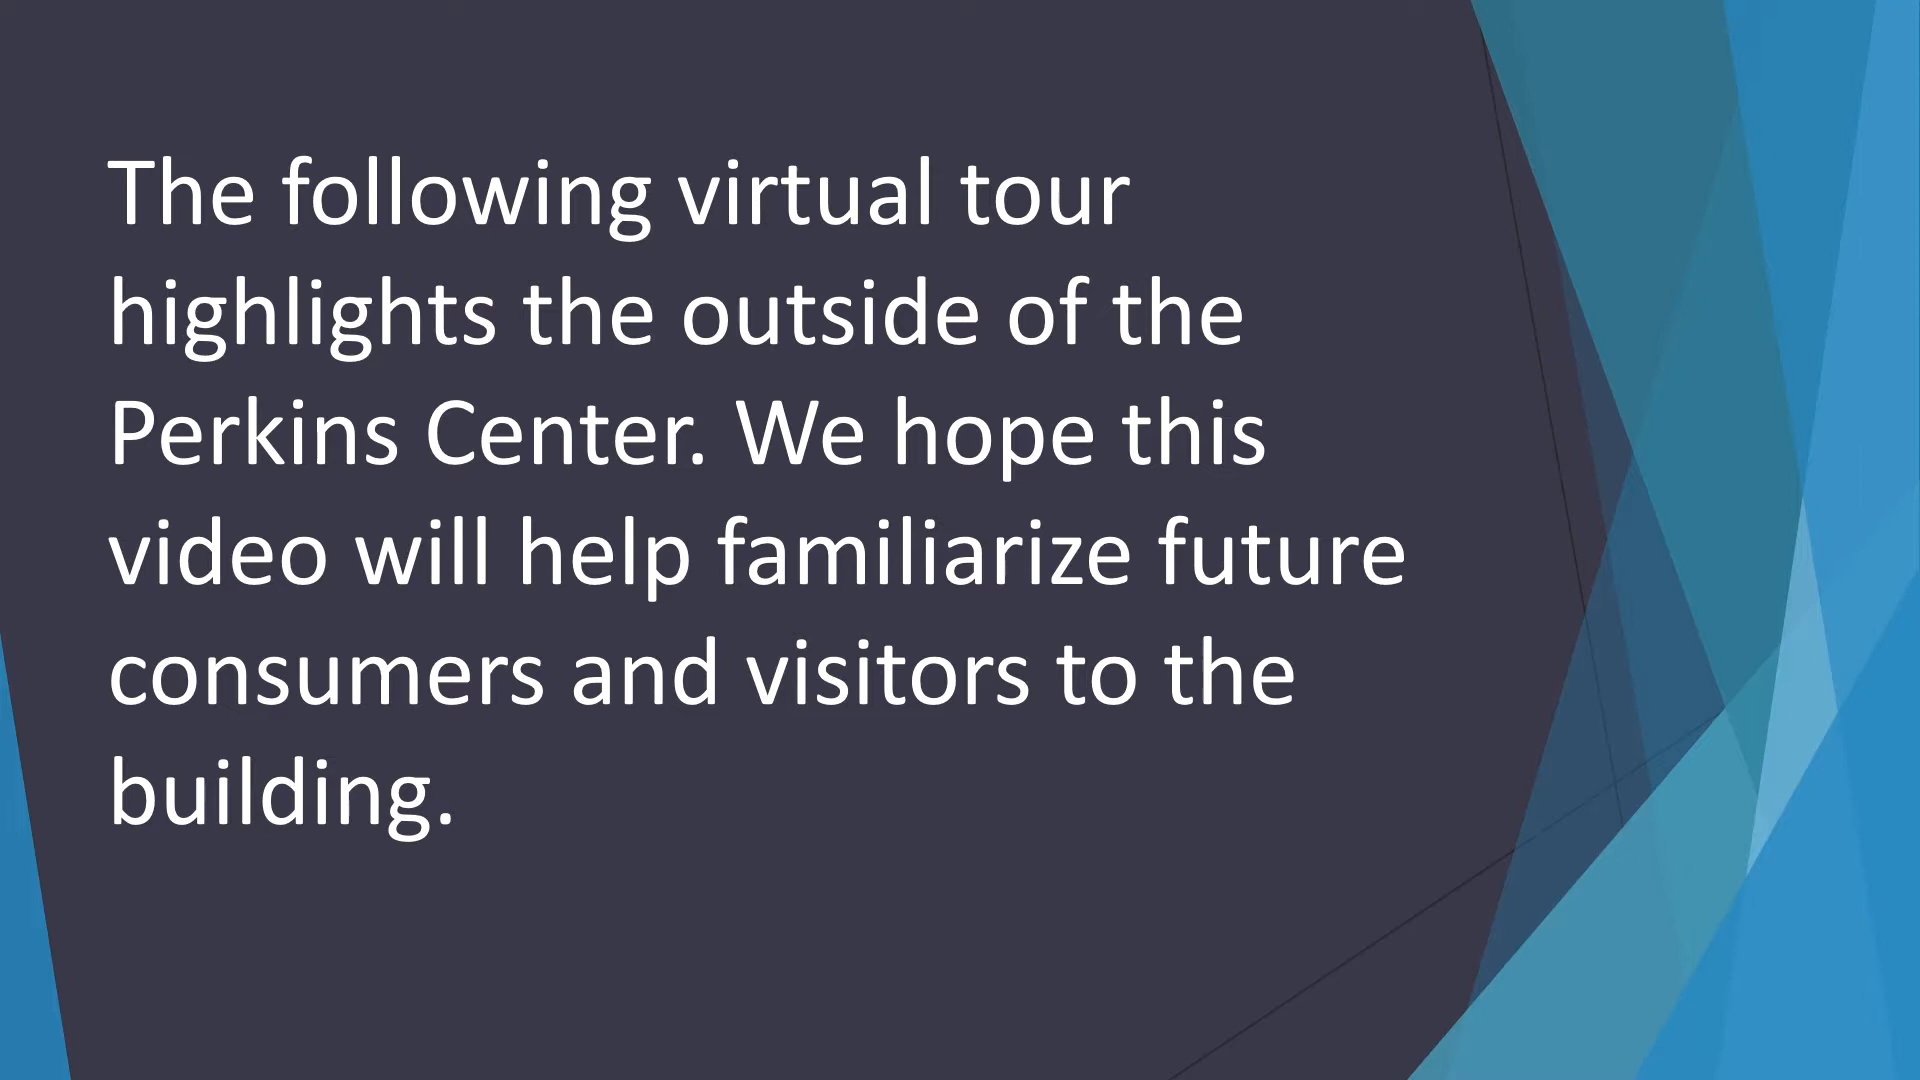 The following virtual tour
highlights the outside of the
Perkins Center. We hope this
video will help familiarize future
consumers and visitors to the
building.